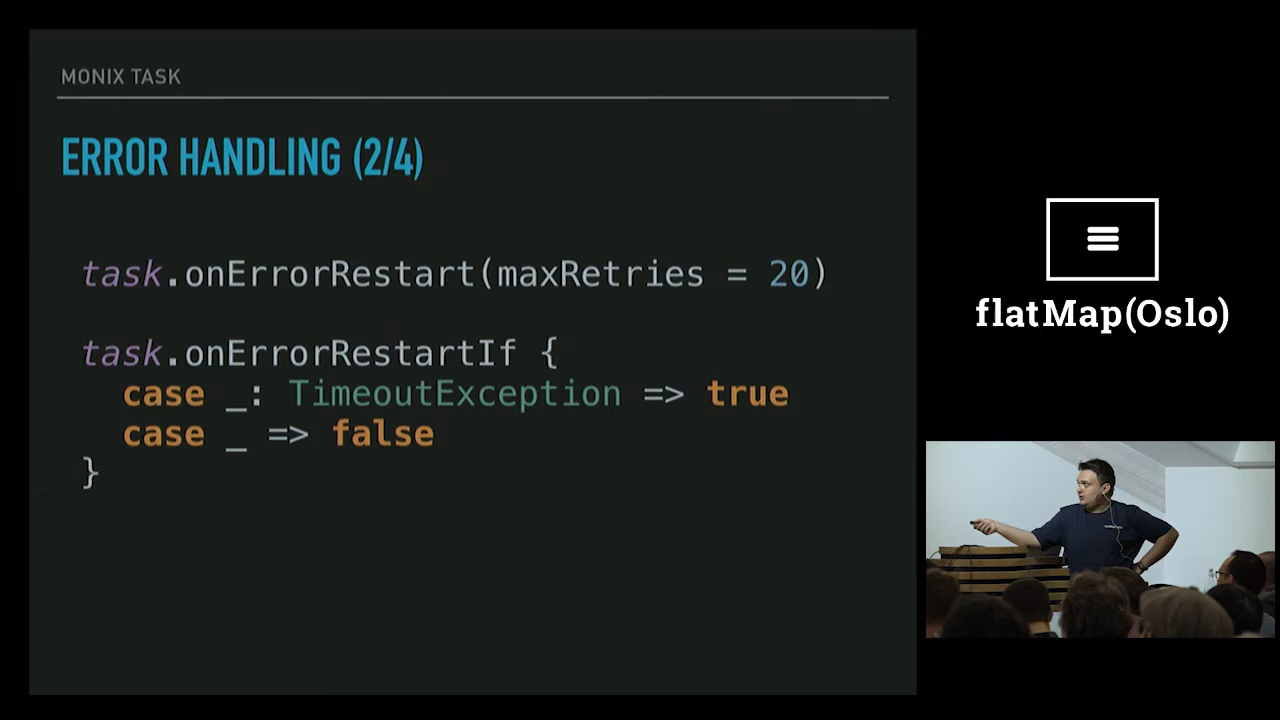 MONIX TASK
ERROR HANDLING (2/4)
task.onErrorRestart(maxRetries = 20)
task.onErrorRestartIf {
case _: TimeoutException => true
case _ => false
}
flatMap(Oslo)